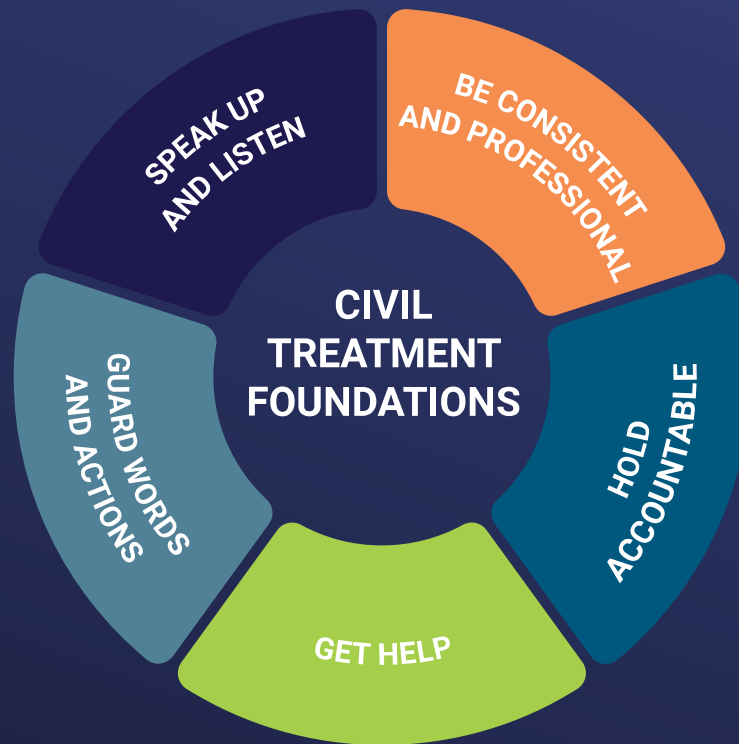 CIVIL
TREATMENT
FOUNDATIONS
BE CONSISTENT
AND PROFESSIONAL
HOLD
ACCOUNTABLE
GET HELP
GUARD WORDS
AND ACTIONS
SPEAK UP
AND LISTEN